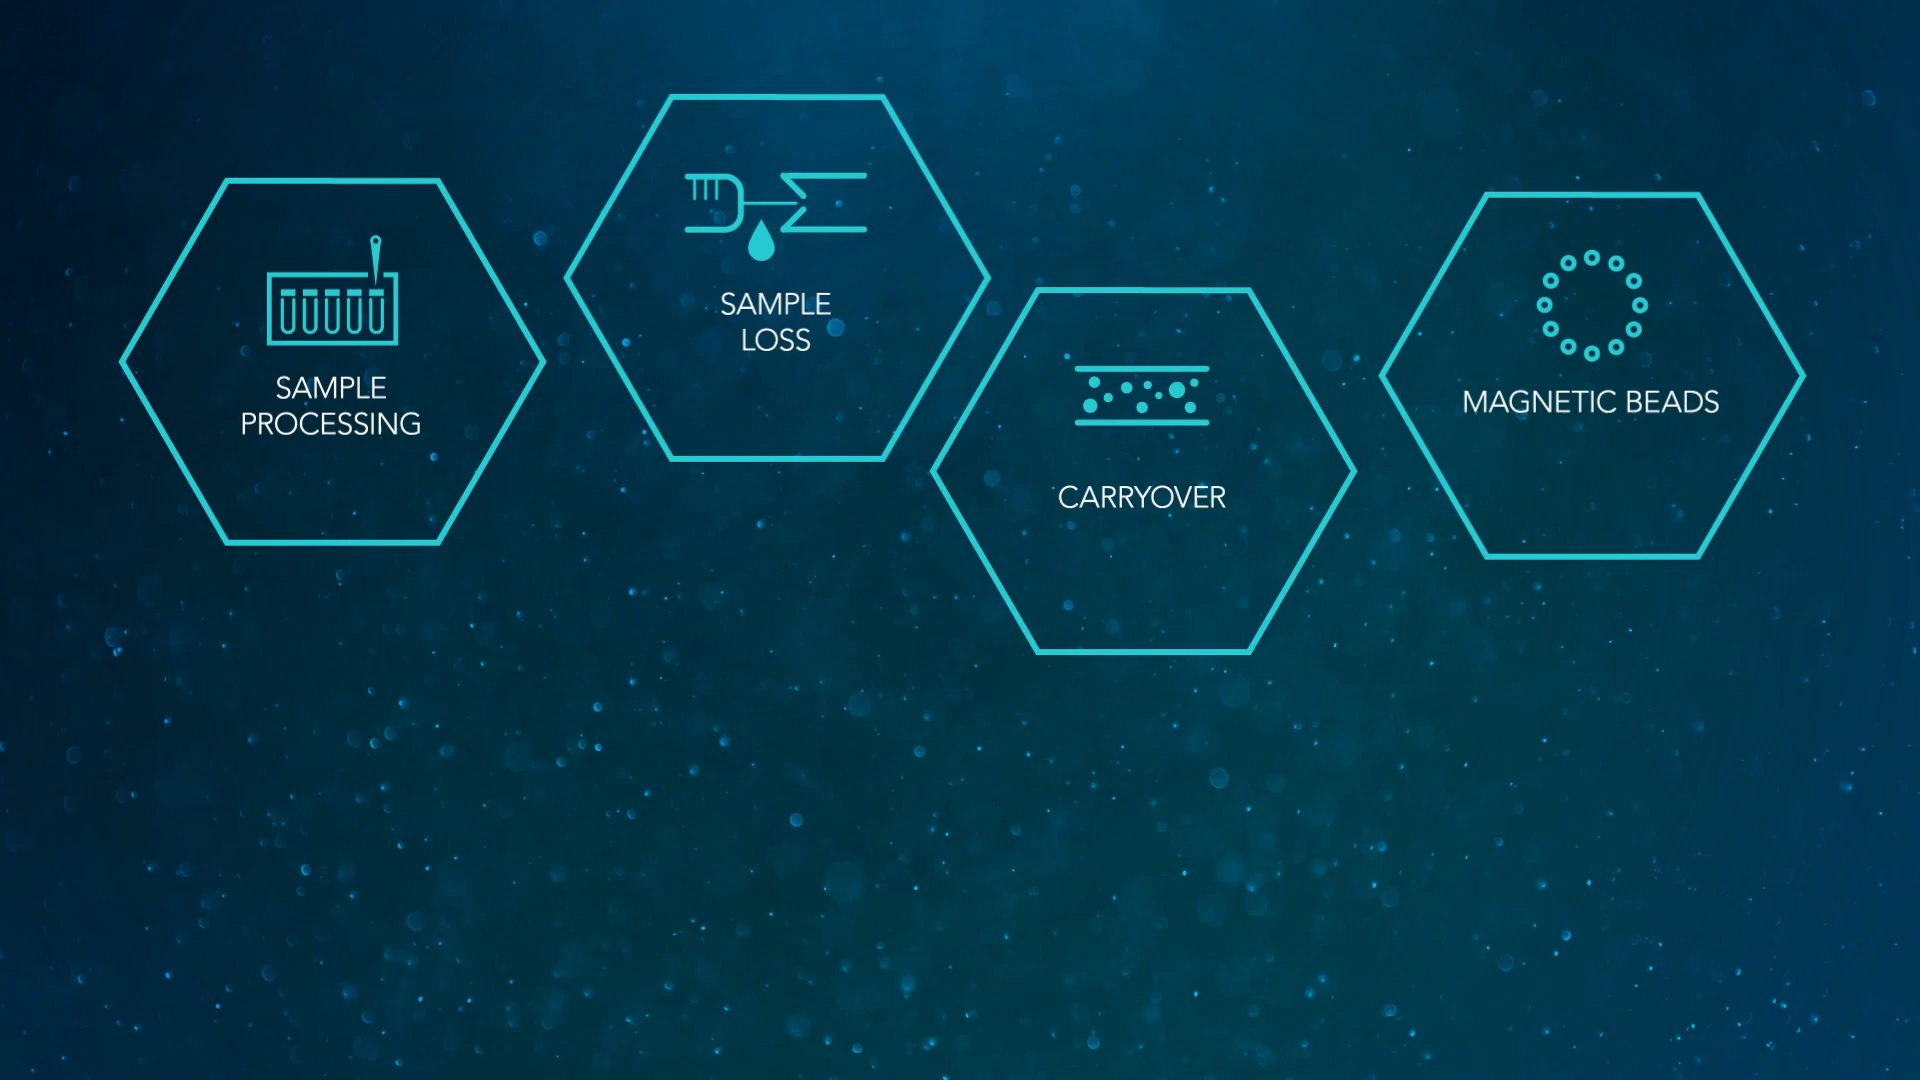 SAMPLE
PROCESSING
SAMPLE
LOSS
CARRYOVER
MAGNETIC BEADS